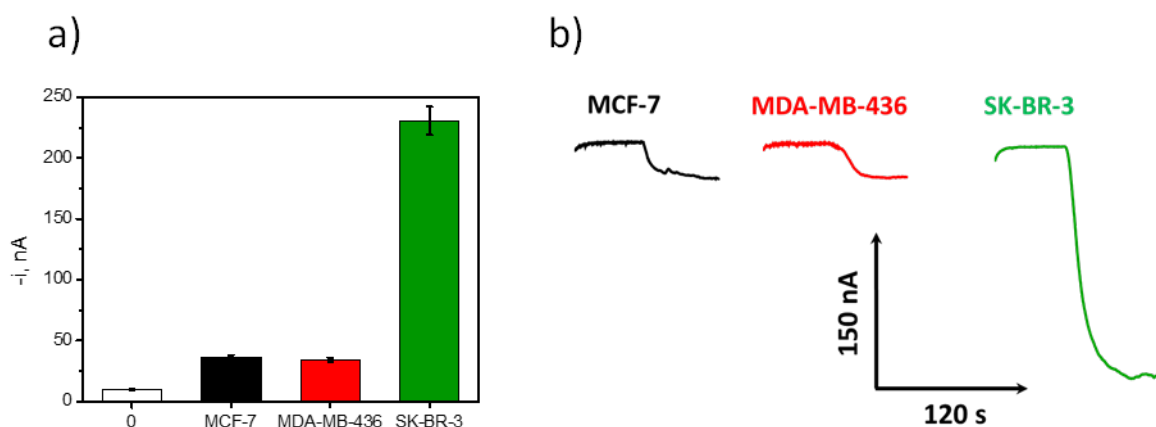 a)
250
200
150
100
50
0
-i, nA
0 MCF-7 MDA-MB-436 SK-BR-3
b)
MCF-7 MDA-MB-436 SK-BR-3
150 nA
120 s